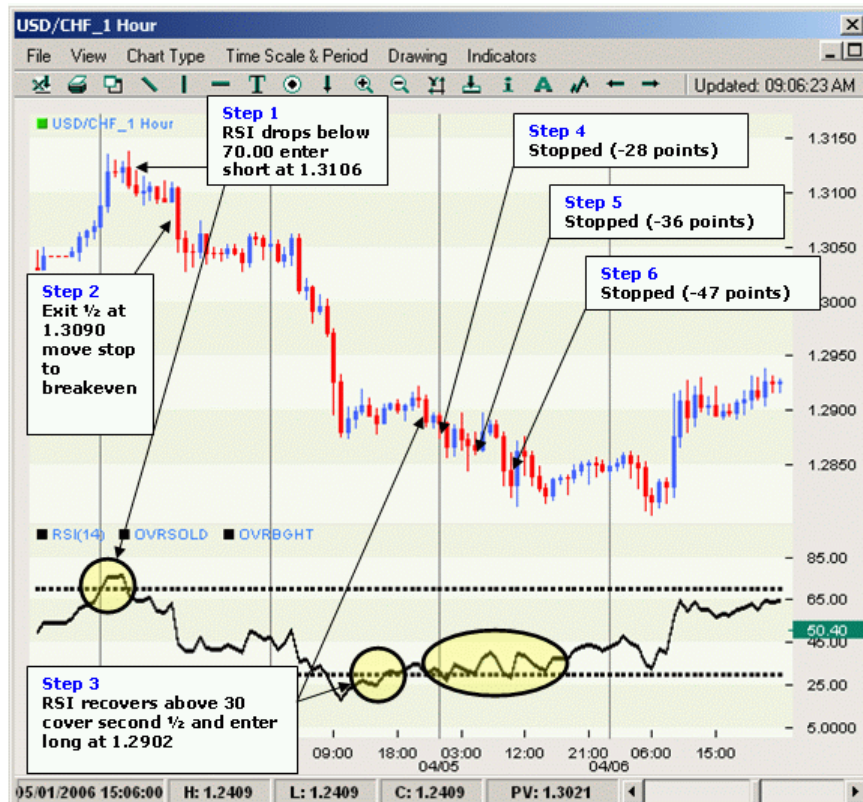 USD/CHF_1 Hour
File View Chart Type Time Scale & Period Drawing Indicators
Updated: 09:06:23 AM
USD/CHF_1 Hour
Step 1
RSI drops below
70.00 enter
short at 1.3106
Step 4
Stopped (-28 points)
Step 5
Stopped (-36 points)
Step 6
Stopped (-47 points)
Step 2
Exit ½ at
1.3090
move stop
to
breakeven
1.3150
1.3100
1.3050
1.3000
1.2950
1.2900
1.2850
RSI(14) OVRSOLD OVRBGHT
85.00
65.00
50.40
45.00
25.00
5.0000
Step 3
RSI recovers above 30
cover second ½ and enter
long at 1.2902
09:00 18:00 03:00 12:00 21:00 06:00 15:00
04/05 04/06
05/01/2006 15:06:00 H: 1.2409 L: 1.2409 C: 1.2409 PV: 1.3021